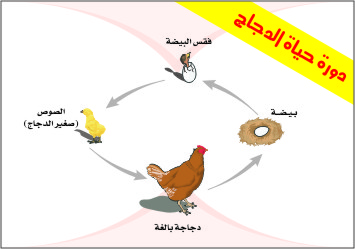 دورة حياة الدجاج
فقس البيضة
بيضة
الصوص
(صغير الدجاج)
دجاجة بالغة